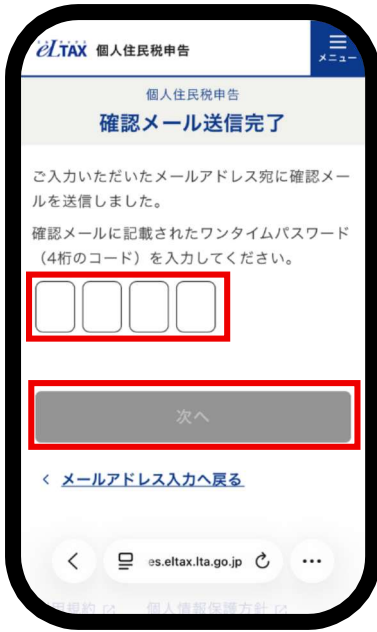 eLTAX 個人住民税申告
メニュー
個人住民税申告
確認メール送信完了
ご入力いただいたメールアドレス宛に確認メー
ルを送信しました。
確認メールに記載されたワンタイムパスワード
（4桁のコード）を入力してください。
次へ
< メールアドレス入力へ戻る
es.eltax.lta.go.jp
個人情報保護方針